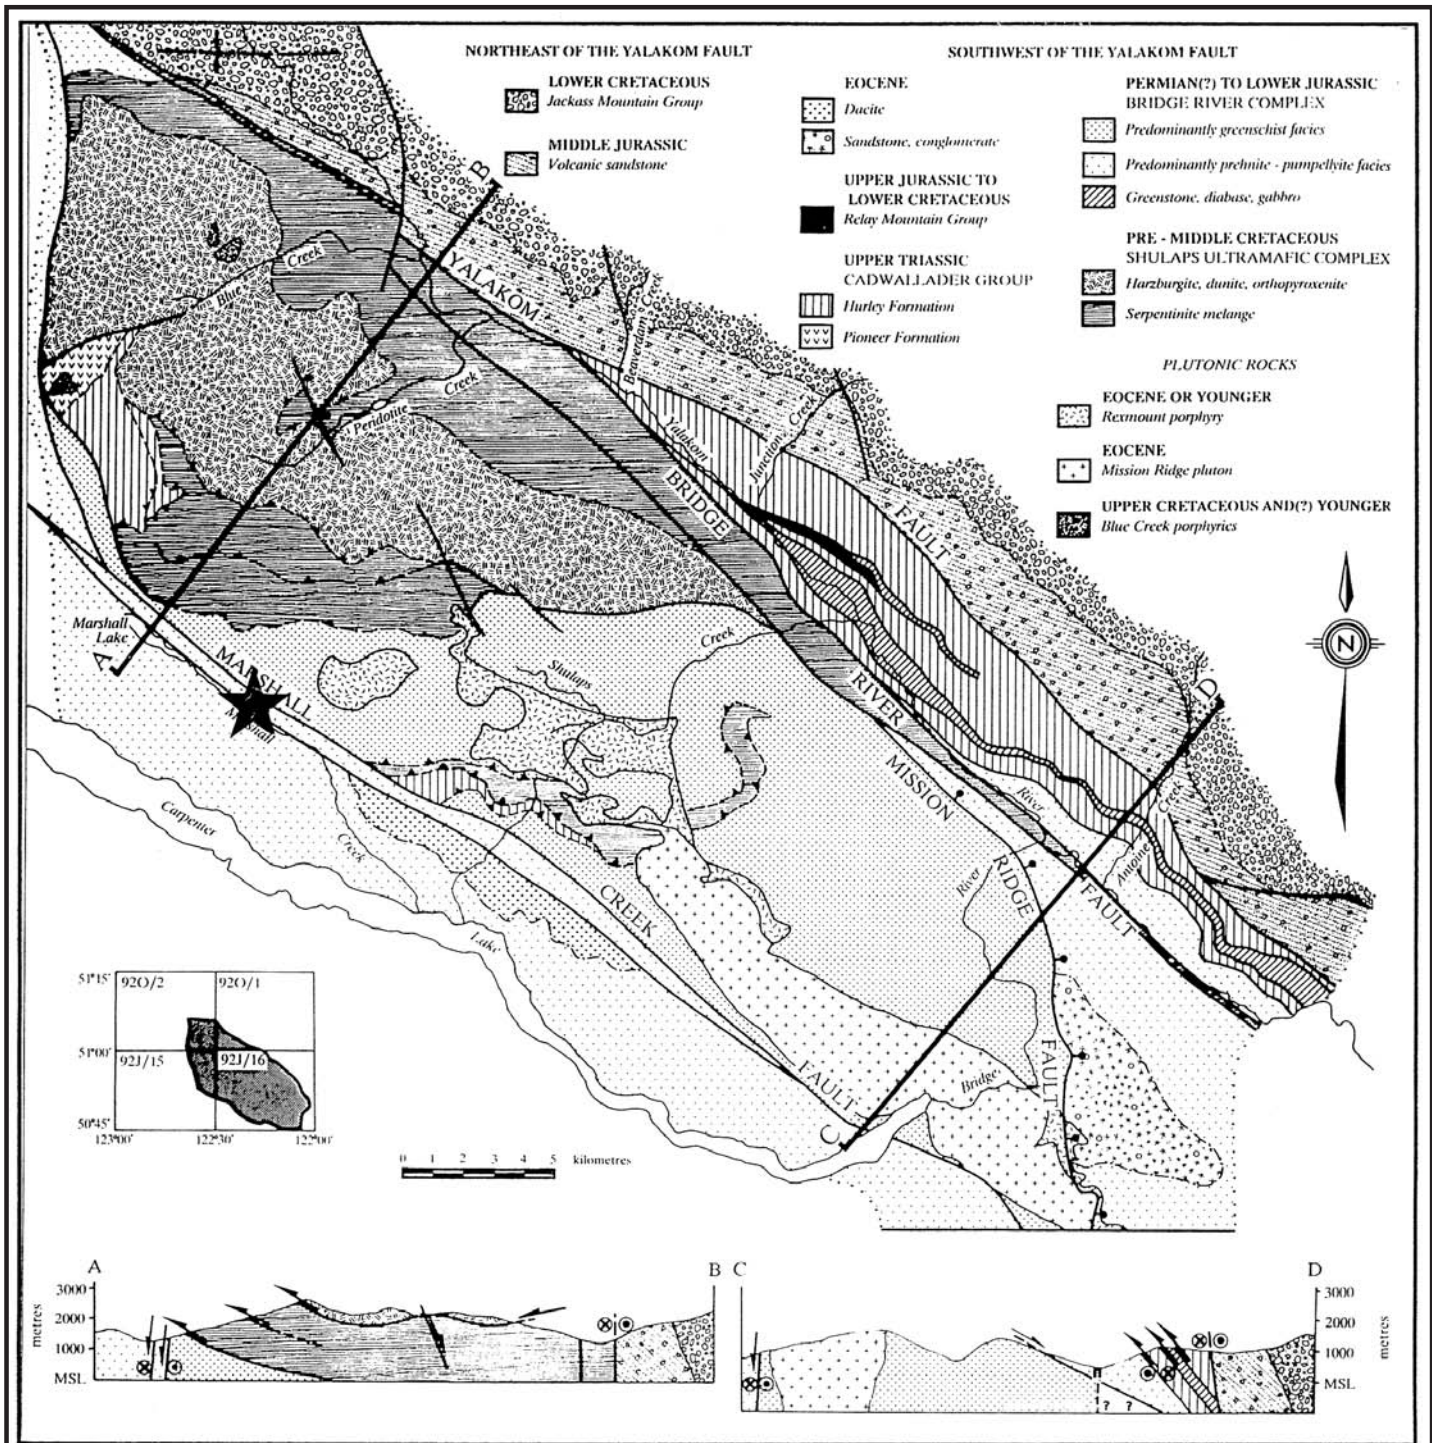 NORTHEAST OF THE YALAKOM FAULT
LOWER CRETACEOUS
Jackass Mountain Group
MIDDLE JURASSIC
Volcanic sandstone
SOUTHWEST OF THE YALAKOM FAULT
EOCENE
Dacite
Sandstone, conglomerate
UPPER JURASSIC TO
LOWER CRETACEOUS
Relay Mountain Group
UPPER TRIASSIC
CADWALLADER GROUP
Hurley Formation
Pioneer Formation
PERMIAN(?) TO LOWER JURASSIC
BRIDGE RIVER COMPLEX
Predominantly greenschist facies
Predominantly prehnite - pumpellyite facies
Greenstone, diabase, gabbro
PRE - MIDDLE CRETACEOUS
SHULAPS ULTRAMAFIC COMPLEX
Harzburgite, dunite, orthopyroxenite
Serpentinite melange
PLUTONIC ROCKS
EOCENE OR YOUNGER
Rexmount porphyry
EOCENE
Mission Ridge pluton
UPPER CRETACEOUS AND(?) YOUNGER
Blue Creek porphyries
N
B
YALAKOM
FAULT
Blue Creek
Beaverdam Creek
Peridotite Creek
Yalakom
Junction Creek
BRIDGE
RIVER
FAULT
Marshall
Lake
A
MARSHALL
CREEK
FAULT
Marshall
Creek
Shulaps
Creek
D
MISSION
RIDGE
FAULT
River
River
Antoine Creek
Carpenter
Lake
Bridge
C
51°15'
51°00'
50°45'
92O/2
92O/1
92J/15
92J/16
123°00'
122°30'
122°00'
0 1 2 3 4 5 kilometres
A
B
metres
3000
2000
1000
MSL
C
D
3000
2000
1000
MSL
metres
? ?